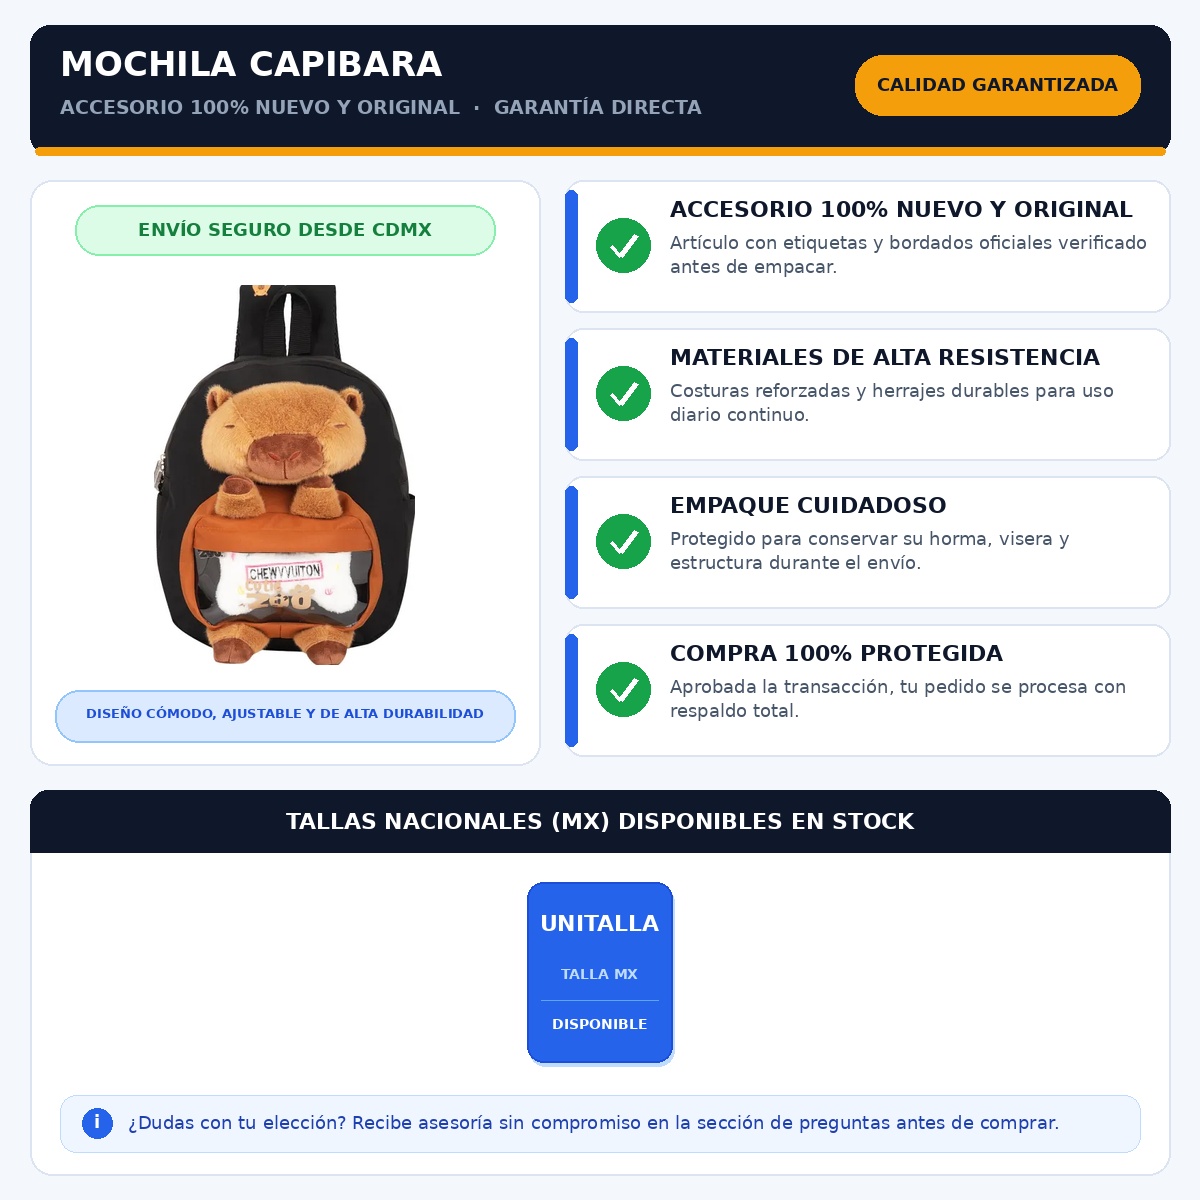 MOCHILA CAPIBARA
ACCESORIO 100% NUEVO Y ORIGINAL · GARANTÍA DIRECTA
CALIDAD GARANTIZADA
ENVÍO SEGURO DESDE CDMX
CHEWVVUITON
ZOO
DISEÑO CÓMODO, AJUSTABLE Y DE ALTA DURABILIDAD
ACCESORIO 100% NUEVO Y ORIGINAL
Artículo con etiquetas y bordados oficiales verificado
antes de empacar.
MATERIALES DE ALTA RESISTENCIA
Costuras reforzadas y herrajes durables para uso
diario continuo.
EMPAQUE CUIDADOSO
Protegido para conservar su horma, visera y
estructura durante el envío.
COMPRA 100% PROTEGIDA
Aprobada la transacción, tu pedido se procesa con
respaldo total.
TALLAS NACIONALES (MX) DISPONIBLES EN STOCK
UNITALLA
TALLA MX
DISPONIBLE
i
¿Dudas con tu elección? Recibe asesoría sin compromiso en la sección de preguntas antes de comprar.